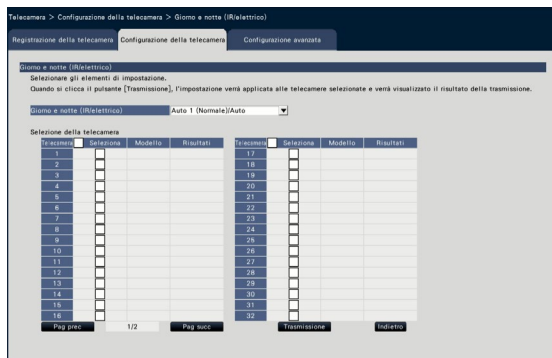 Telecamera > Configurazione della telecamera > Giorno e notte (IR/elettrico)
Registrazione della telecamera Configurazione della telecamera Configurazione avanzata
Giorno e notte (IR/elettrico)
Selezionare gli elementi di impostazione.
Quando si clicca il pulsante [Trasmissione], l'impostazione verrà applicata alle telecamere selezionate e verrà visualizzato il risultato della trasmissione.
Giorno e notte (IR/elettrico) Auto 1 (Normale)/Auto
Selezione della telecamera
Telecamera Seleziona Modello Risultati Telecamera Seleziona Modello Risultati
1 17
2 18
3 19
4 20
5 21
6 22
7 23
8 24
9 25
10 26
11 27
12 28
13 29
14 30
15 31
16 32
Pag prec 1/2 Pag succ Trasmissione Indietro